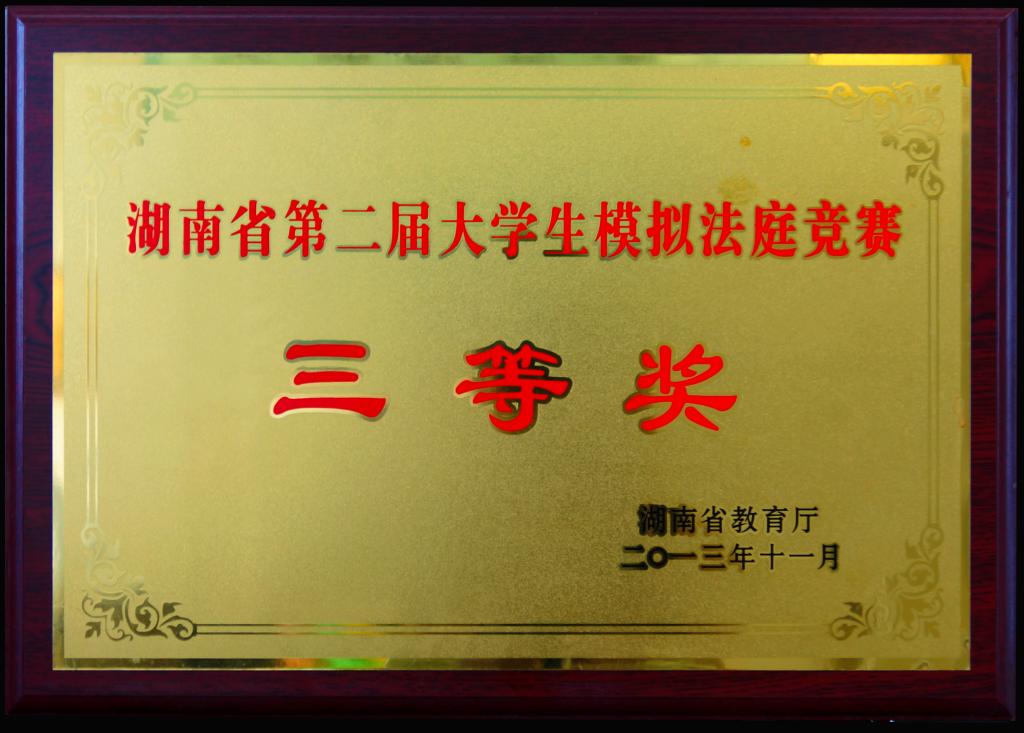 湖南省第二届大学生模拟法庭竞赛
三等奖
湖南省教育厅
二〇一三年十一月